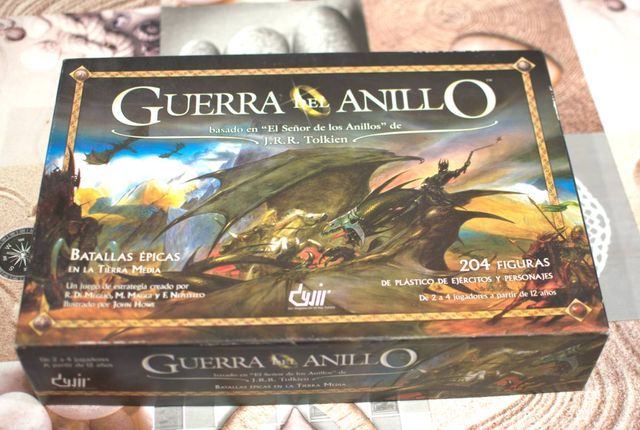 GUERRA DEL ANILLO
basado en "El Señor de los Anillos" de
J.R.R. Tolkien
BATALLAS ÉPICAS
EN LA TIERRA MEDIA
Un juego de estrategia creado por
R. Di Meglio, M. Maggi y F. Nepitello
Ilustrado por John Howe
devir
204 FIGURAS
DE PLÁSTICO DE EJÉRCITOS Y PERSONAJES
De 2 a 4 jugadores a partir de 12 años
De 2 a 4 jugadores
A partir de 12 años
devir
GUERRA DEL ANILLO
basado en "El Señor de los Anillos" de
J.R.R. Tolkien
BATALLAS ÉPICAS EN LA TIERRA MEDIA